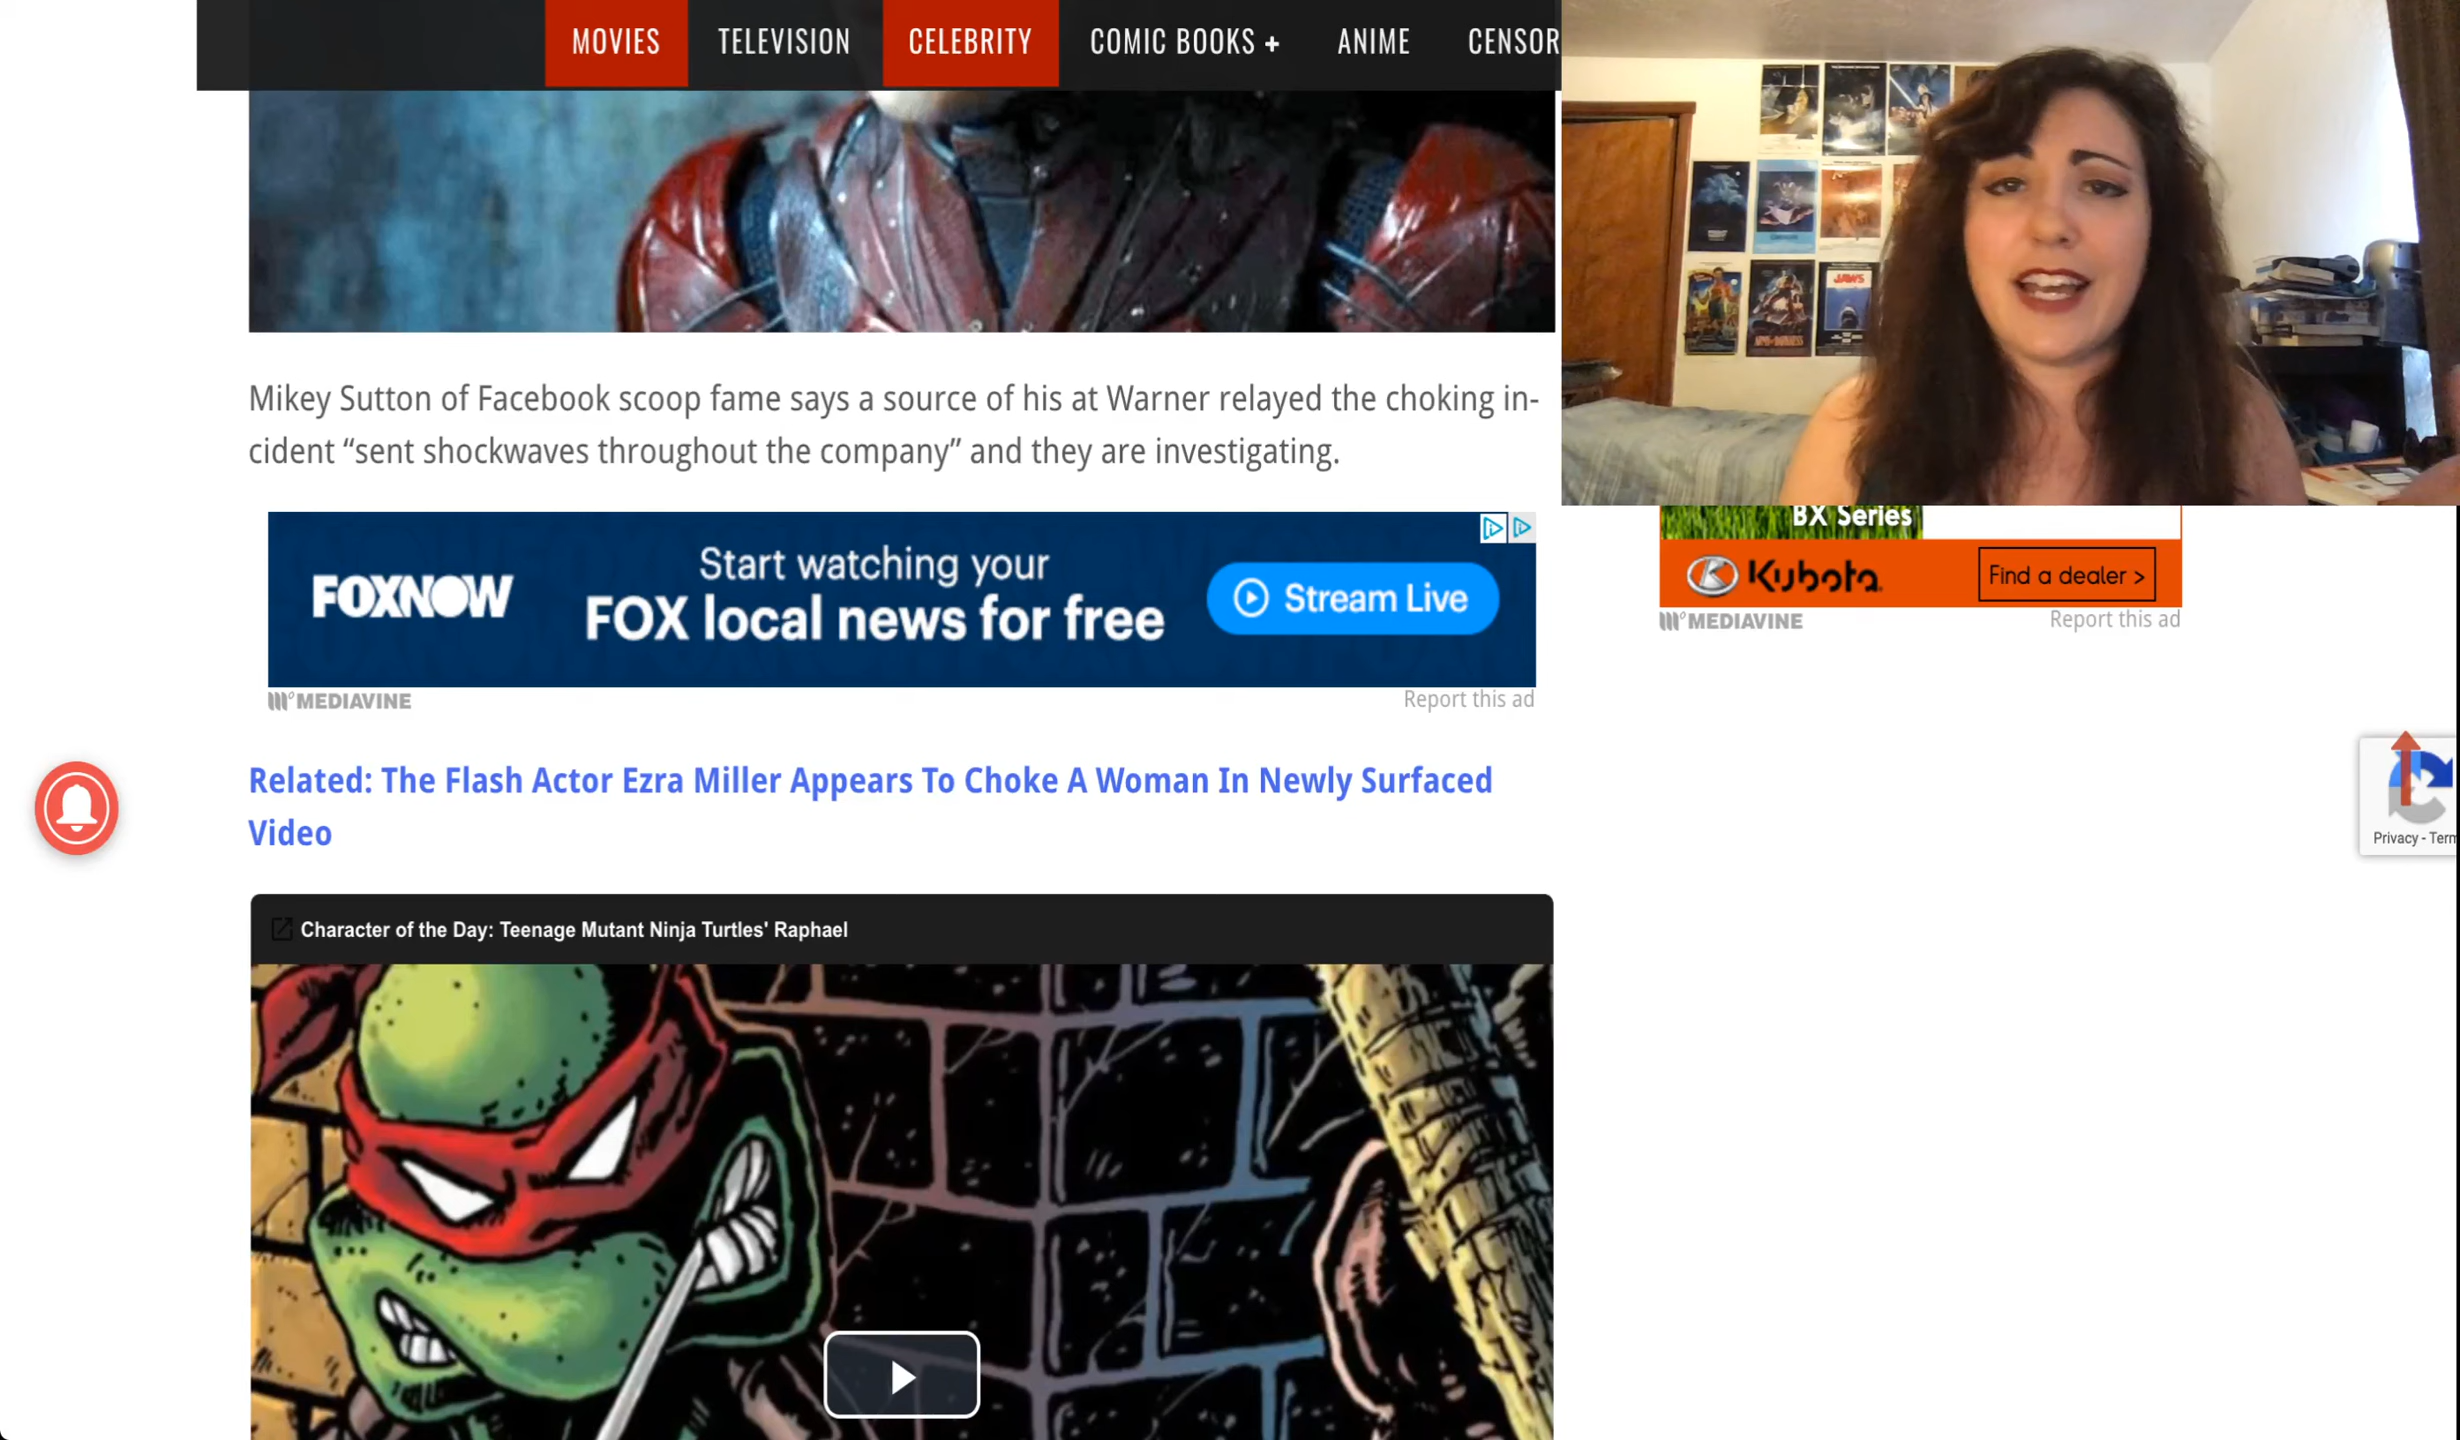 MOVIES TELEVISION CELEBRITY COMIC BOOKS + ANIME CENSOR
JAWS
Mikey Sutton of Facebook scoop fame says a source of his at Warner relayed the choking in-
cident “sent shockwaves throughout the company” and they are investigating.
BX Series
Kubota Find a dealer >
MEDIAVINE Report this ad
FOXNOW
Start watching your
FOX local news for free
Stream Live
MEDIAVINE Report this ad
Related: The Flash Actor Ezra Miller Appears To Choke A Woman In Newly Surfaced
Video
Privacy - Term
Character of the Day: Teenage Mutant Ninja Turtles' Raphael